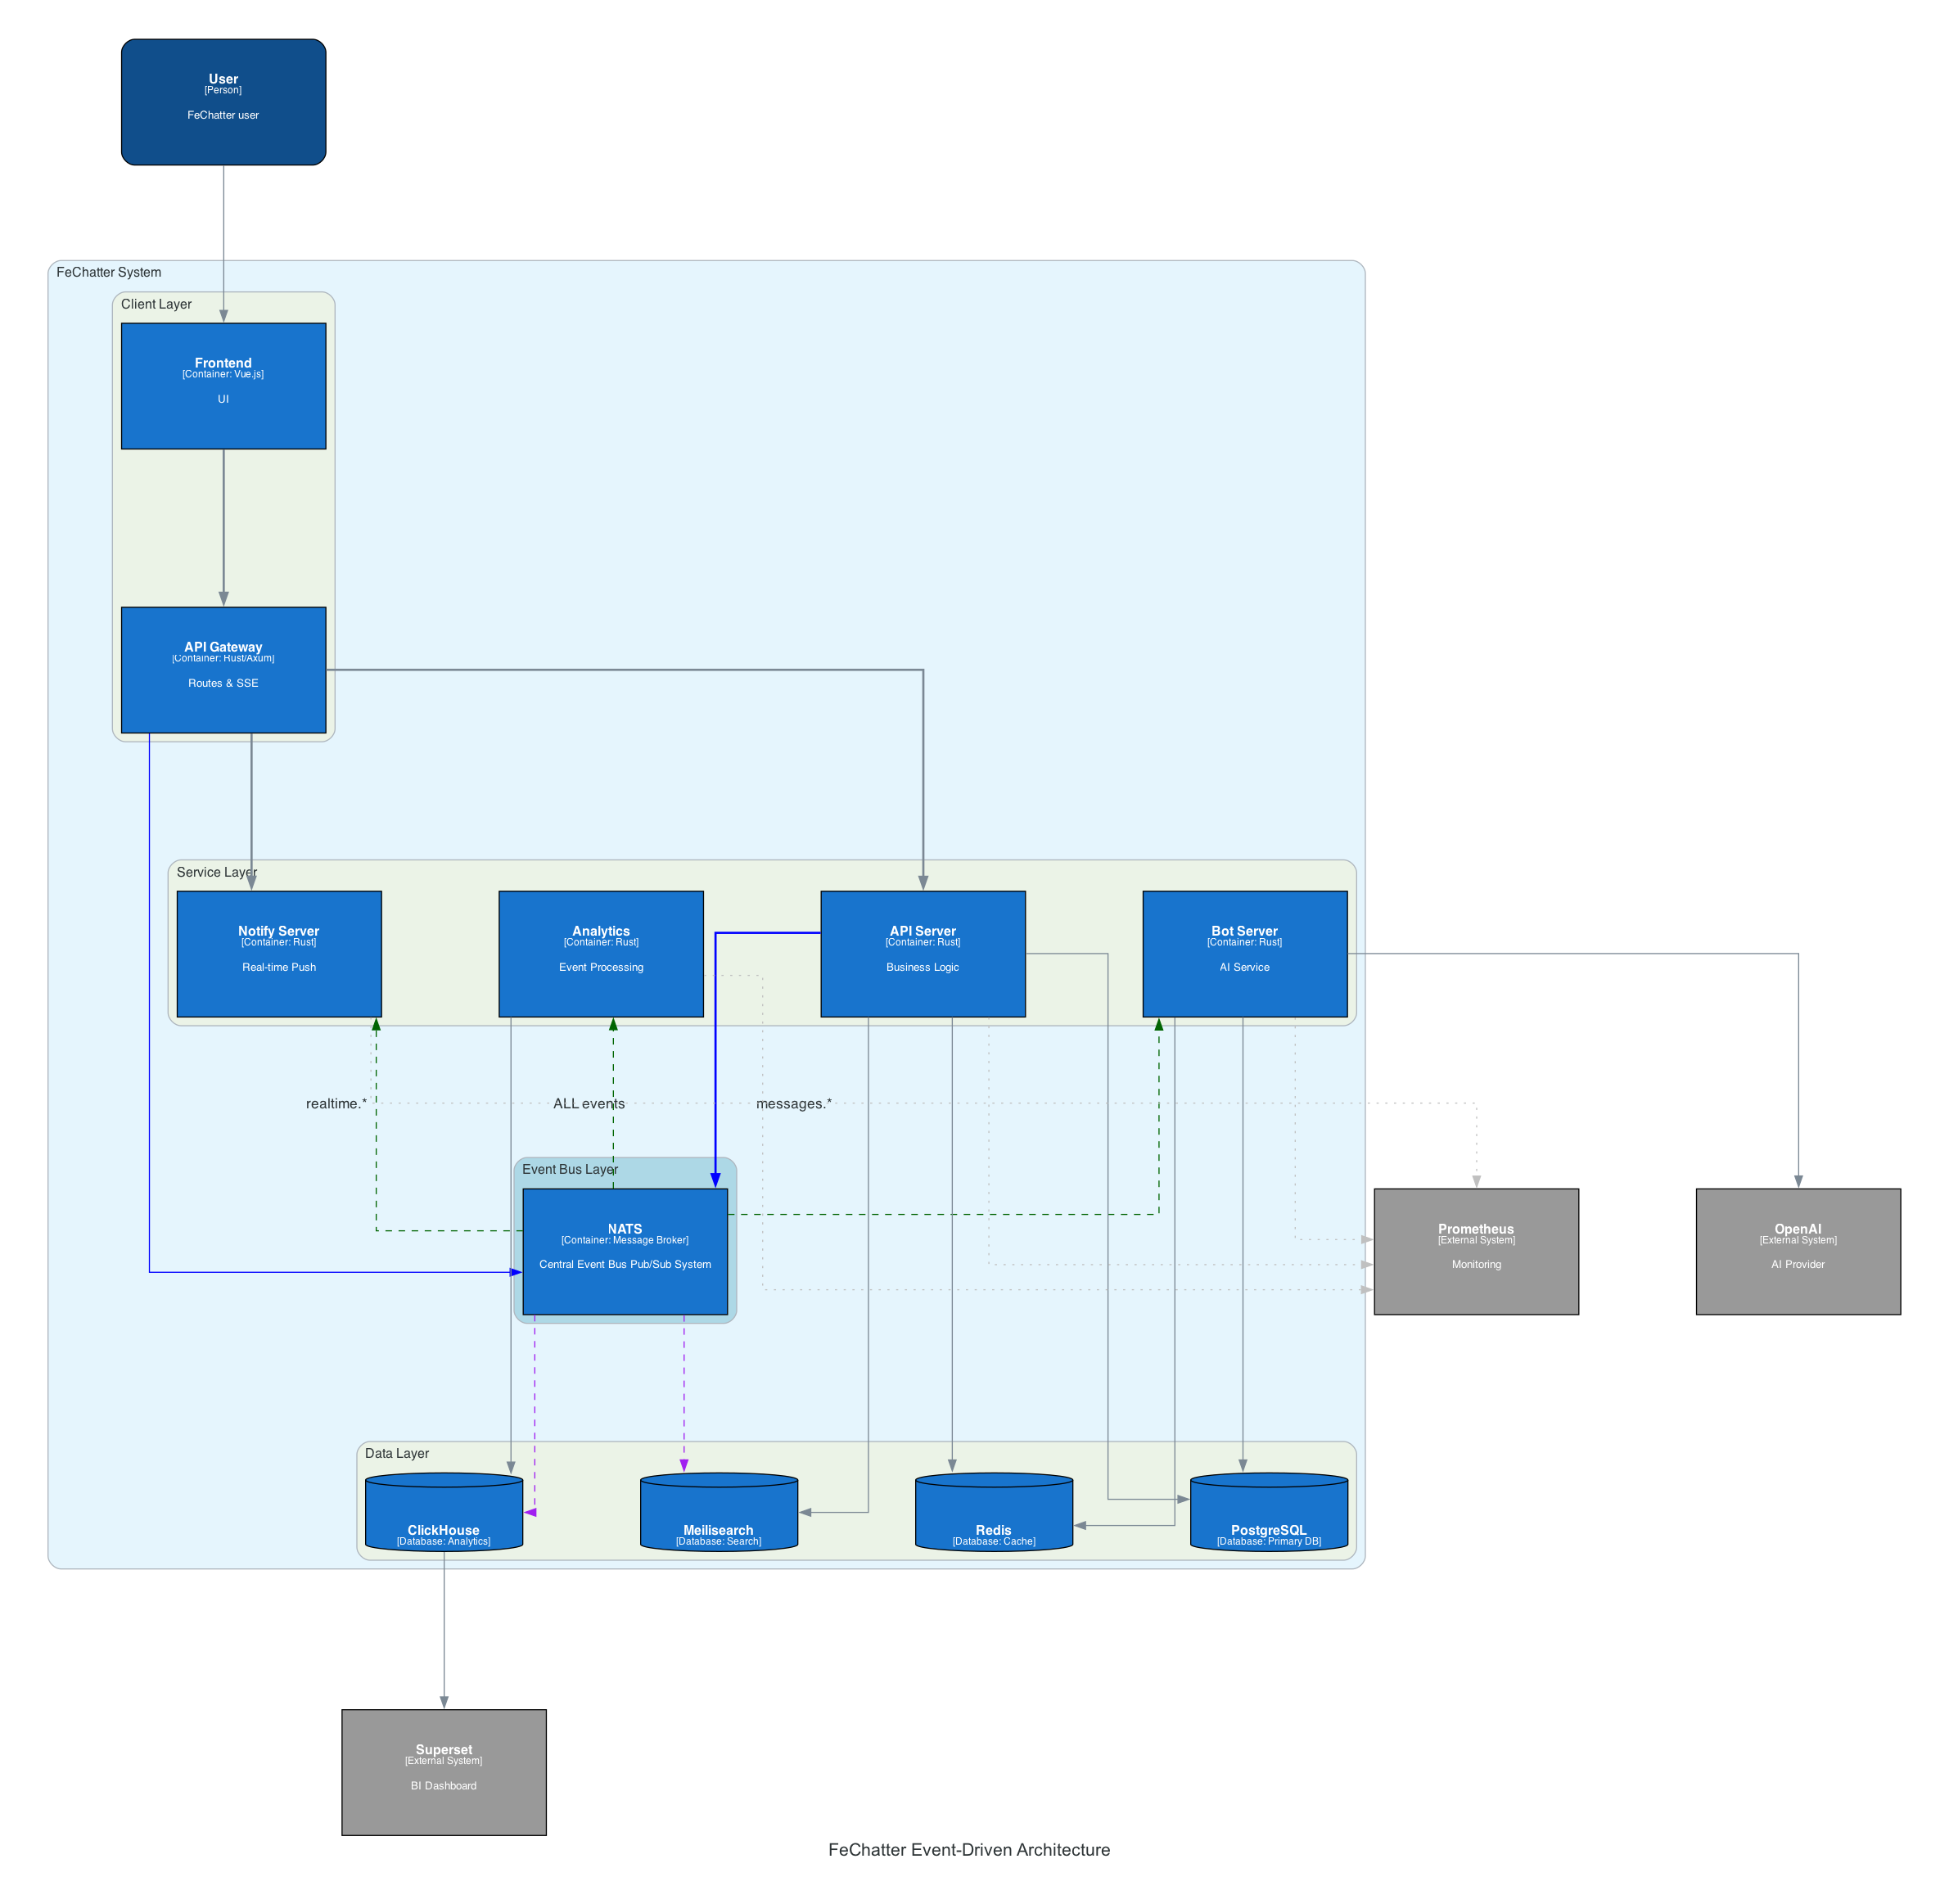 User
[Person]
FeChatter user
FeChatter System
Client Layer
Frontend
[Container: Vue.js]
UI
API Gateway
[Container: Rust/Axum]
Routes & SSE
Service Layer
Notify Server
[Container: Rust]
Real-time Push
Analytics
[Container: Rust]
Event Processing
API Server
[Container: Rust]
Business Logic
Bot Server
[Container: Rust]
AI Service
realtime.*
ALL events
messages.*
Event Bus Layer
NATS
[Container: Message Broker]
Central Event Bus Pub/Sub System
Prometheus
[External System]
Monitoring
OpenAI
[External System]
AI Provider
Data Layer
ClickHouse
[Database: Analytics]
Meilisearch
[Database: Search]
Redis
[Database: Cache]
PostgreSQL
[Database: Primary DB]
Superset
[External System]
BI Dashboard
FeChatter Event-Driven Architecture